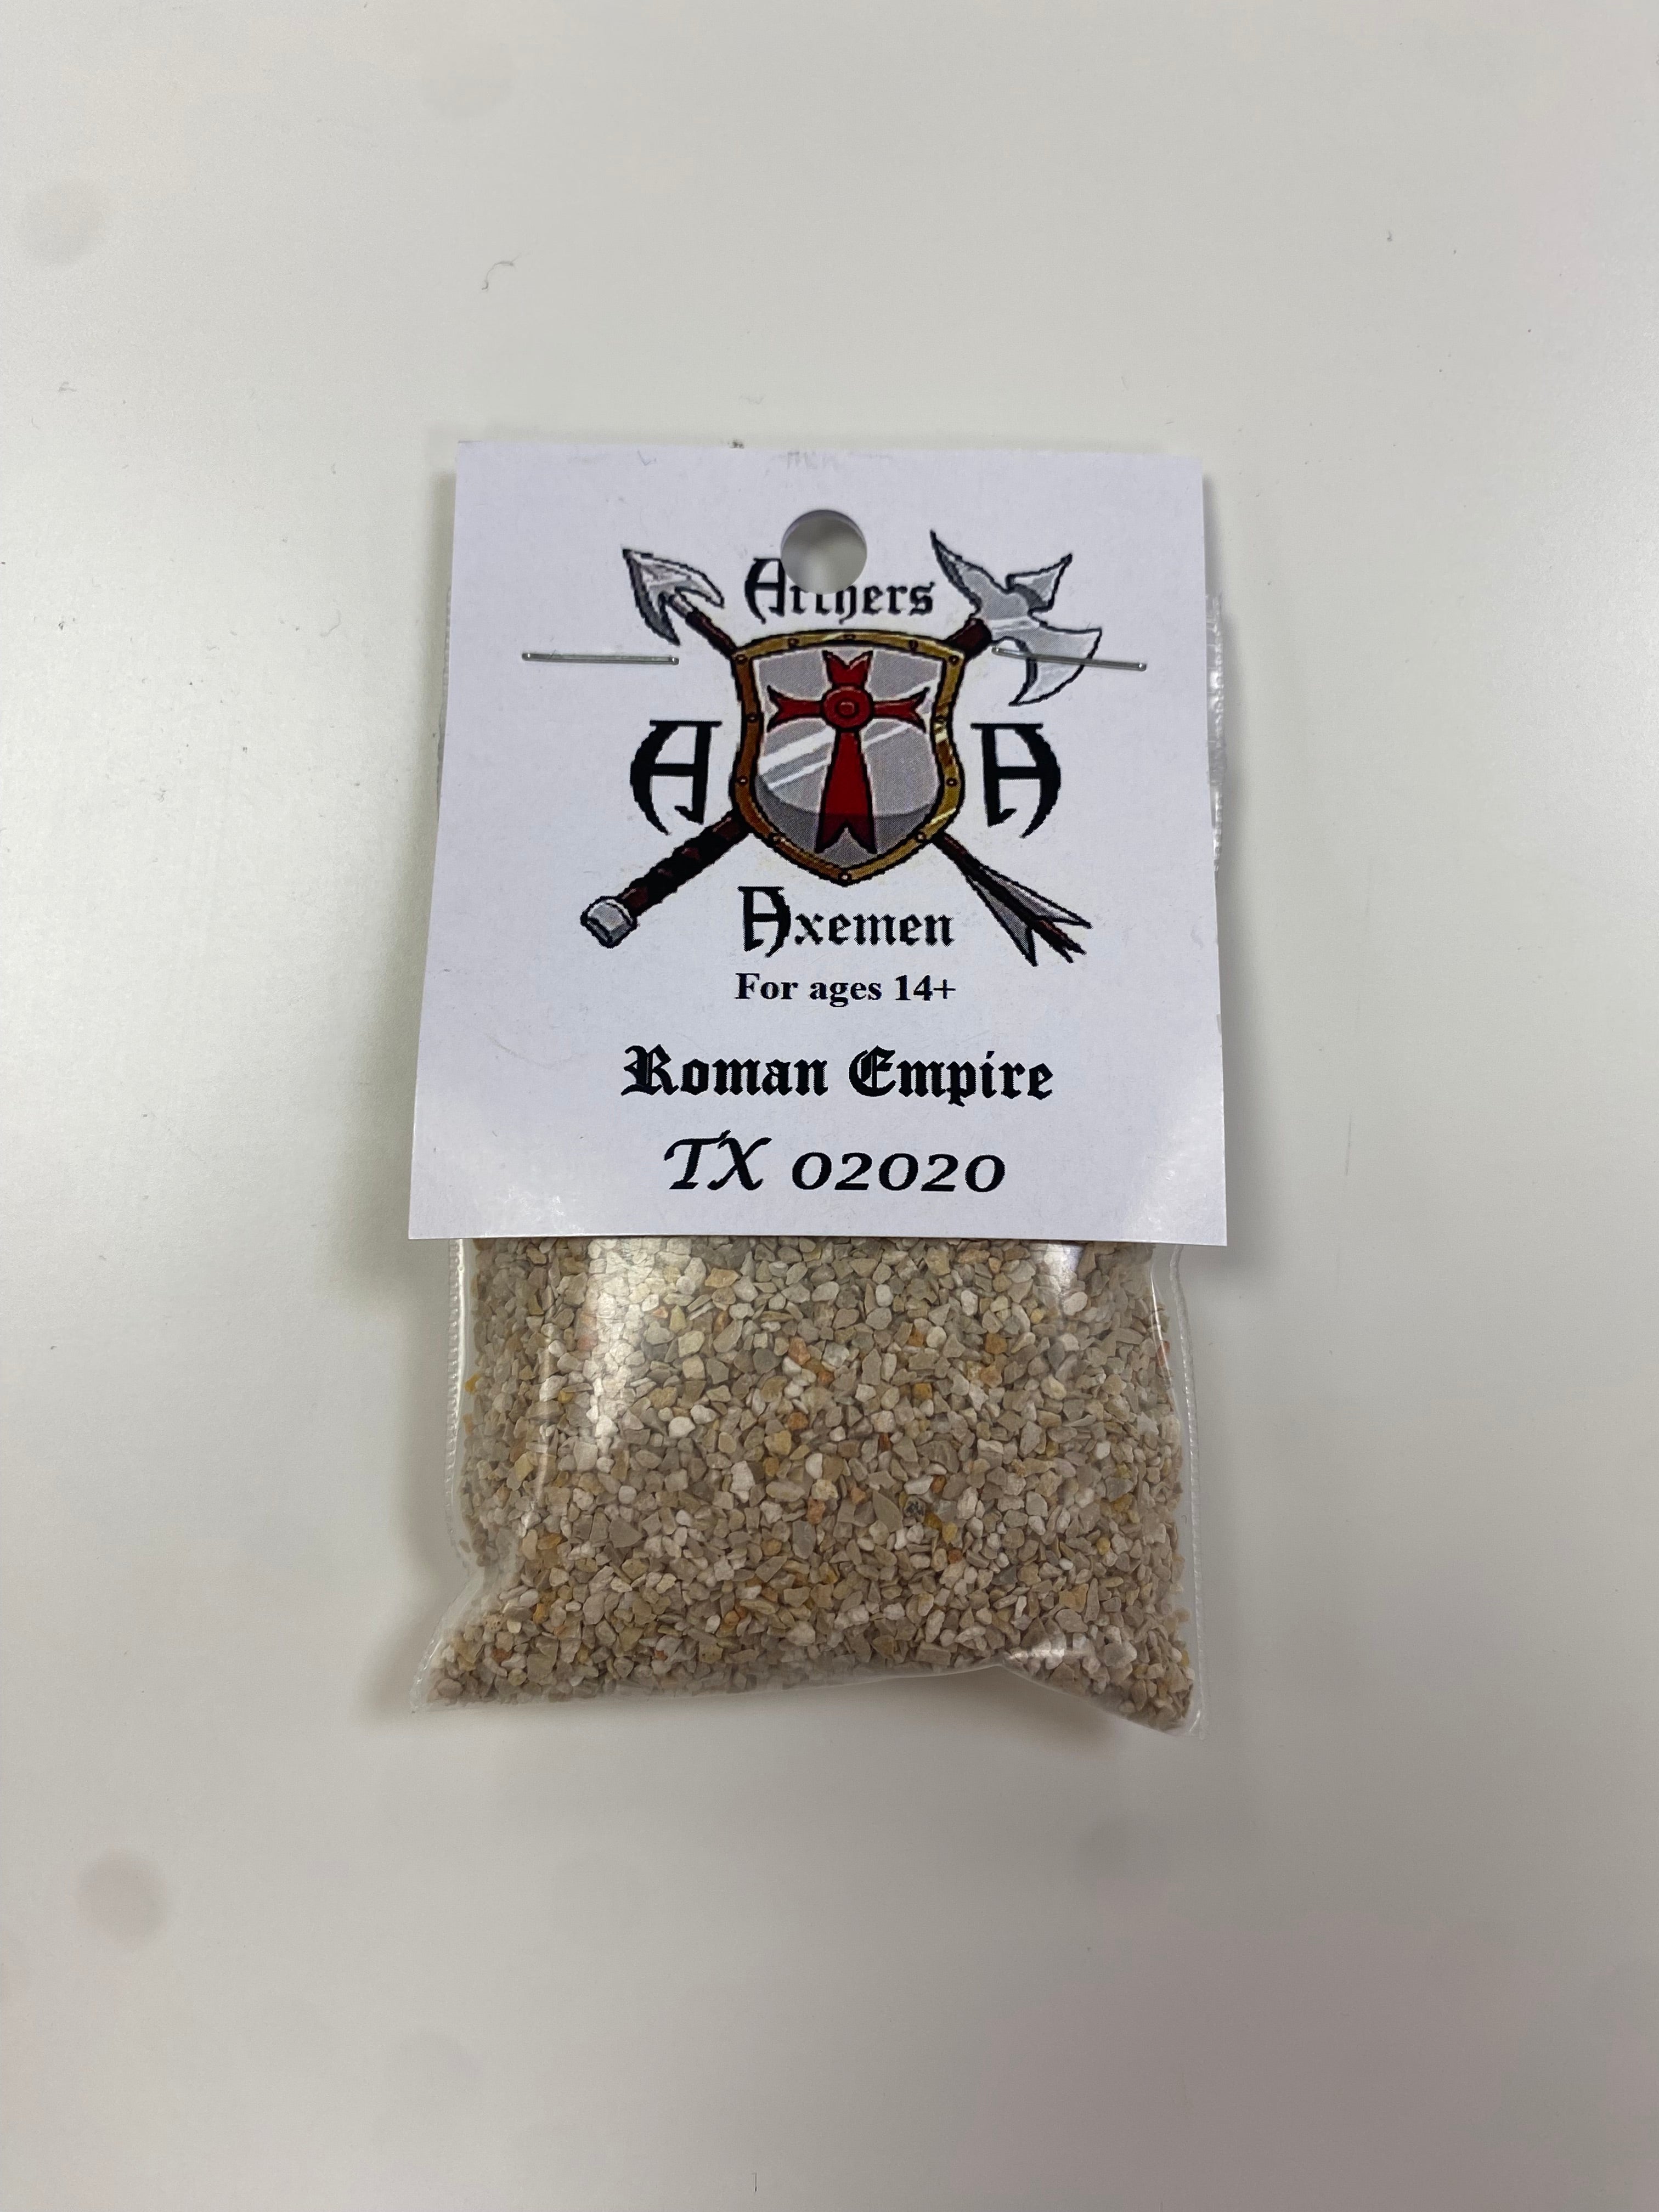 Archers
A A
Axemen
For ages 14+
Roman Empire
TX 02020